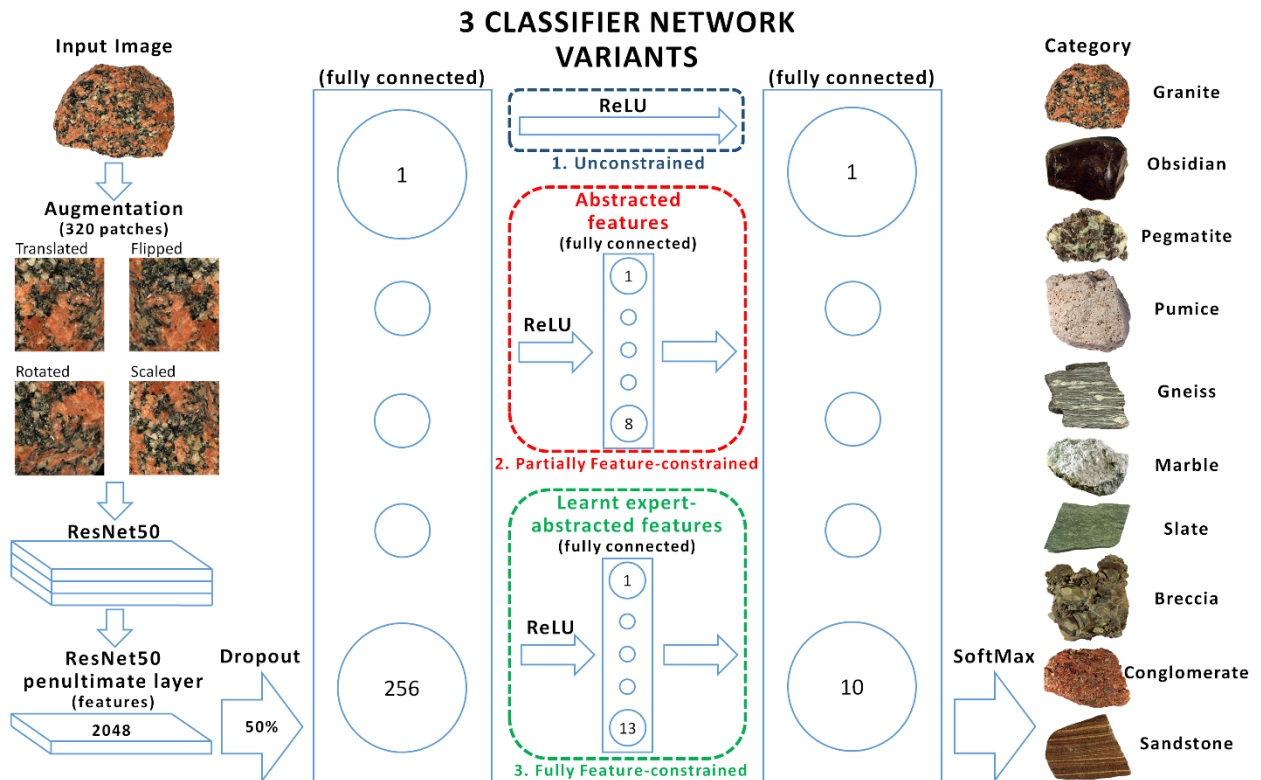 3 CLASSIFIER NETWORK
VARIANTS
Input Image
Augmentation
(320 patches)
Translated
Flipped
Rotated
Scaled
ResNet50
ResNet50
penultimate layer
(features)
2048
Dropout
50%
(fully connected)
1
256
ReLU
1. Unconstrained
Abstracted
features
(fully connected)
1
8
ReLU
2. Partially Feature-constrained
Learnt expert-
abstracted features
(fully connected)
1
13
ReLU
3. Fully Feature-constrained
(fully connected)
1
10
SoftMax
Category
Granite
Obsidian
Pegmatite
Pumice
Gneiss
Marble
Slate
Breccia
Conglomerate
Sandstone